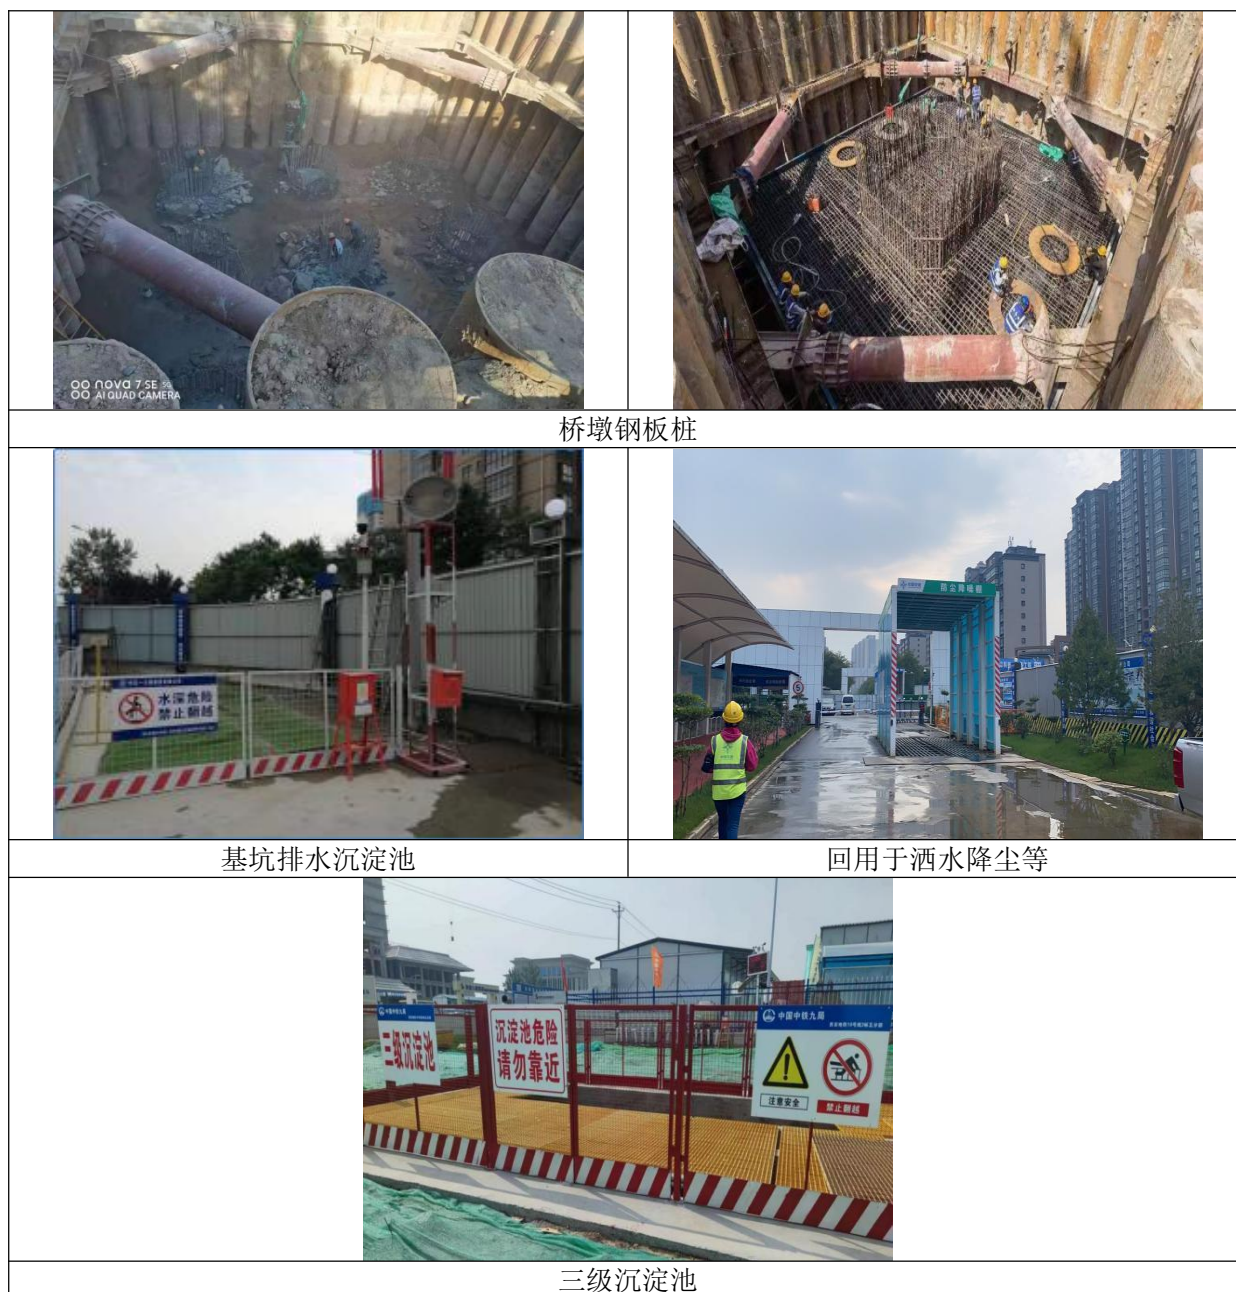 nova 7 SE 5G
AI QUAD CAMERA
桥墩钢板桩
水深危险
禁止翻越
防尘降噪棚
5
基坑排水沉淀池
回用于洒水降尘等
中国中铁九局
三级沉淀池
沉淀池危险
请勿靠近
中国中铁九局
注意安全
禁止翻越
三级沉淀池